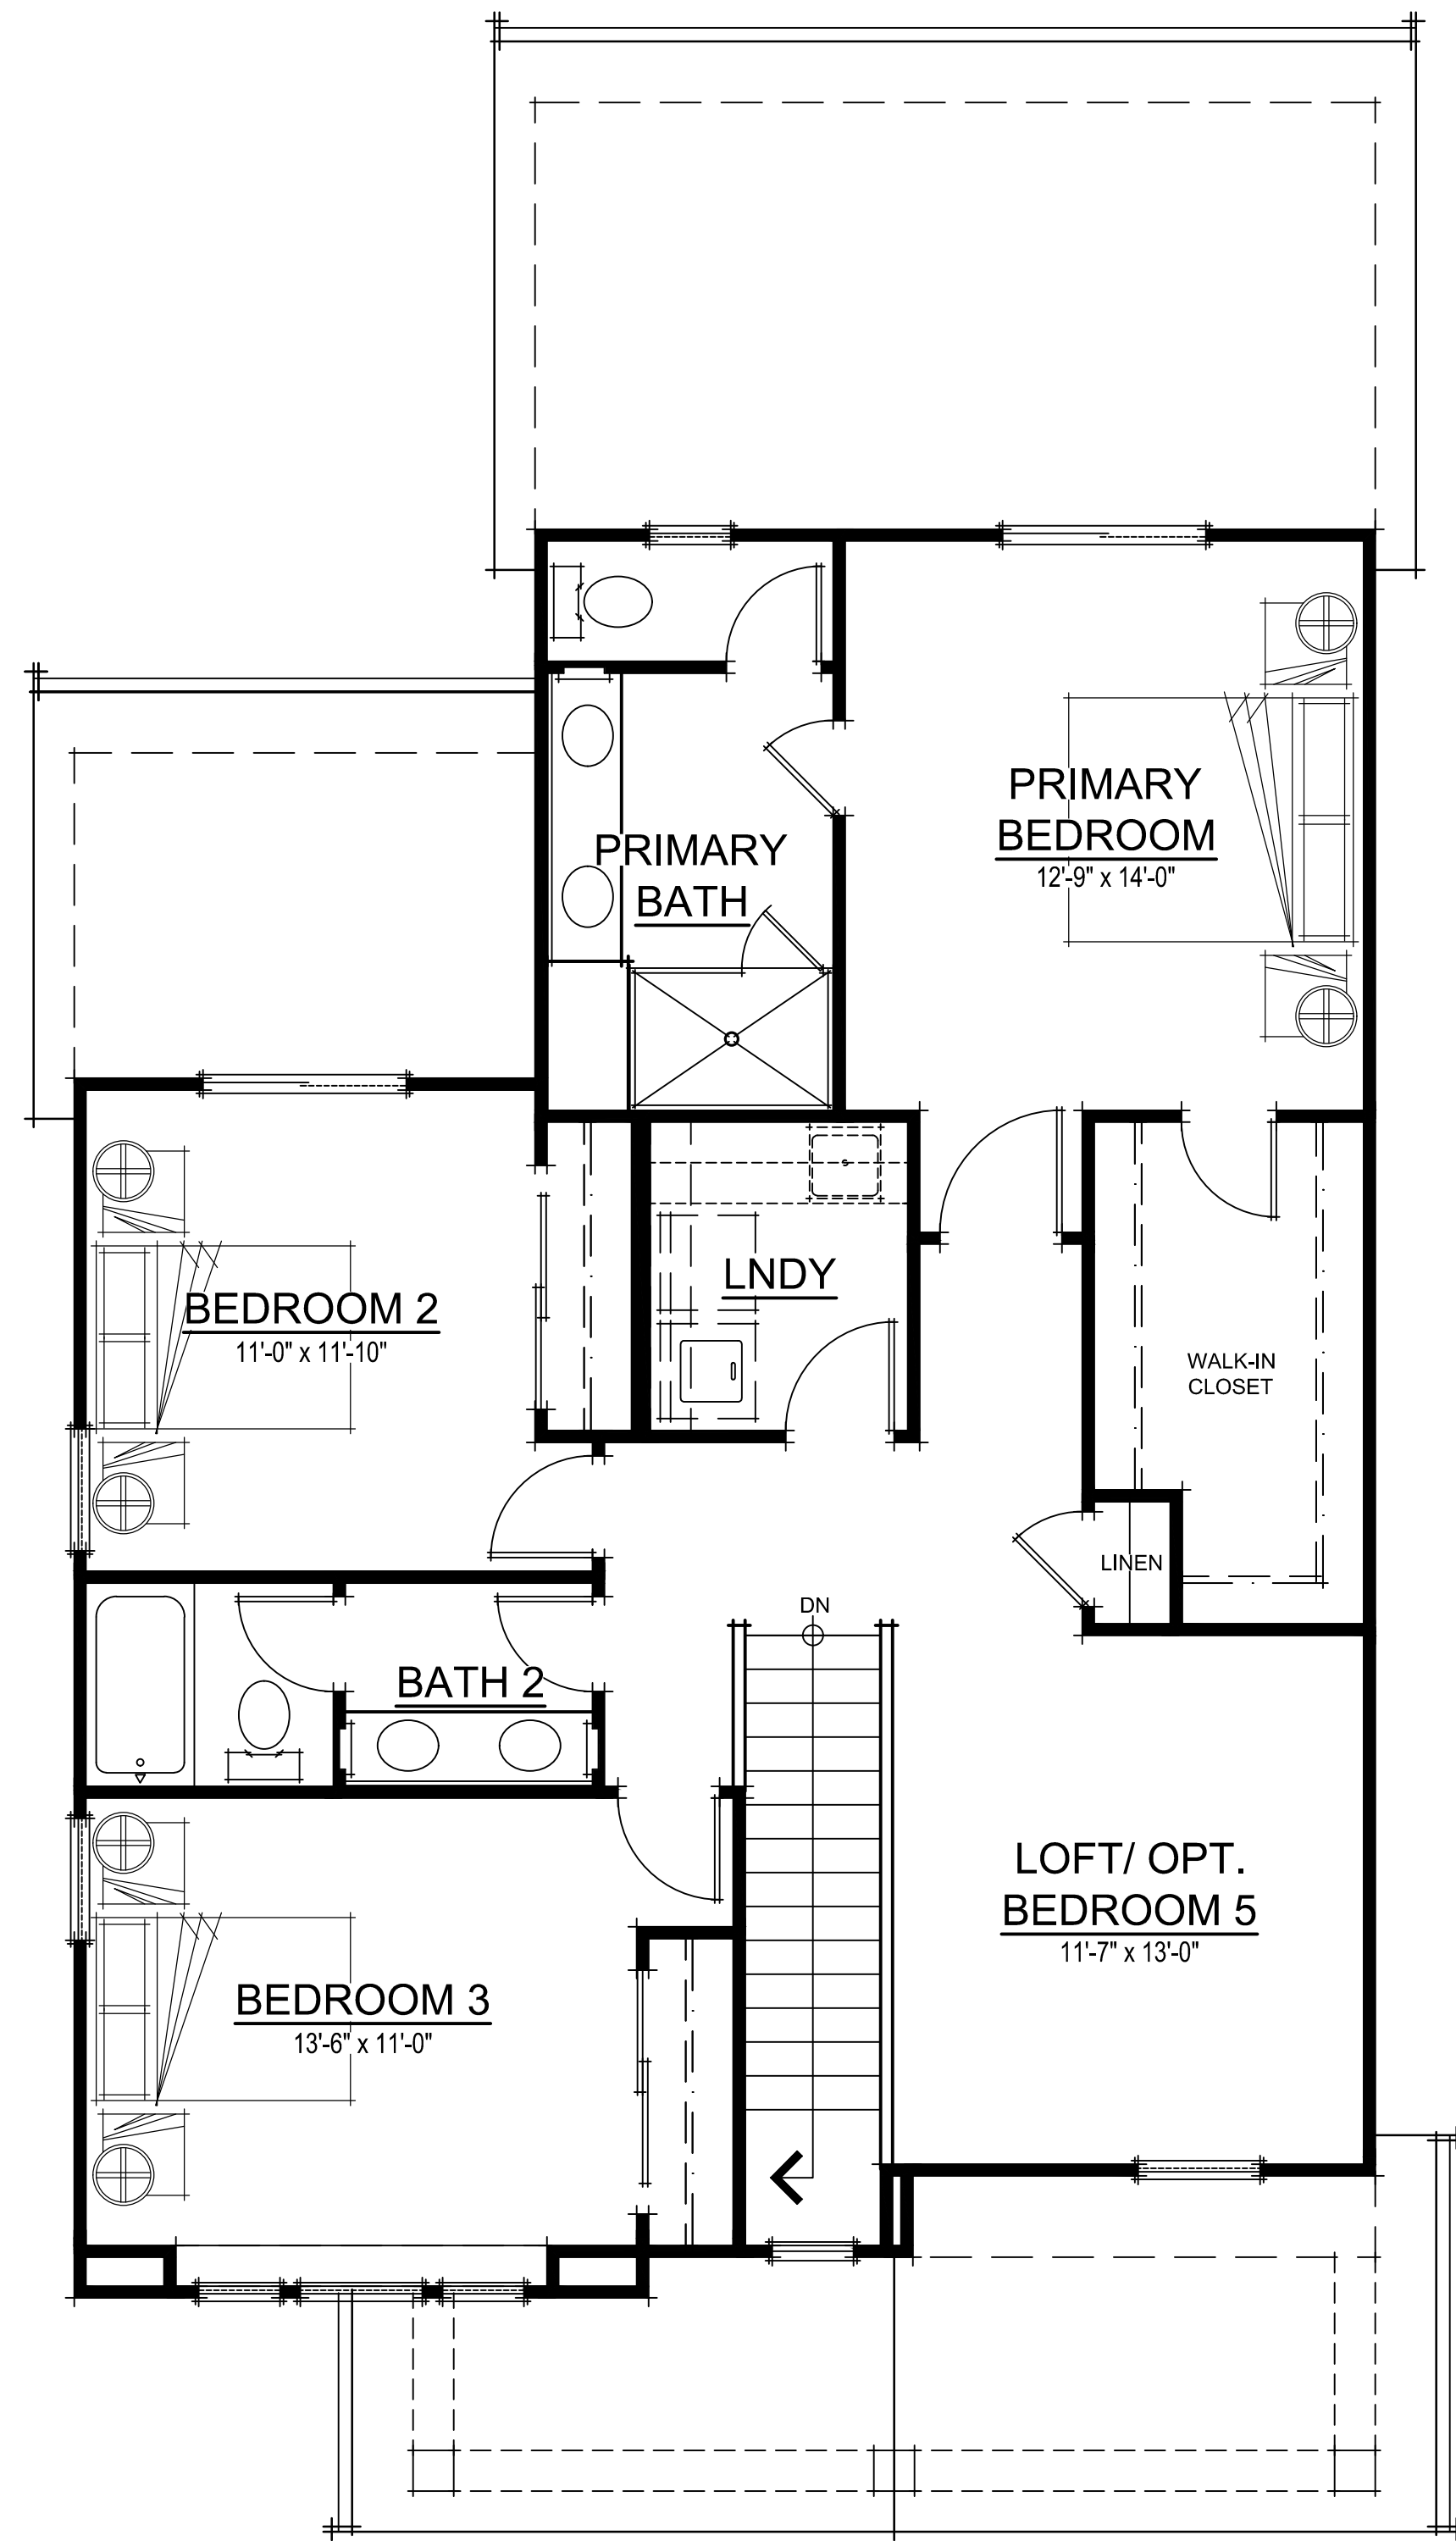 PRIMARY
BEDROOM
12'-9" x 14'-0"
PRIMARY
BATH
LNDY
BEDROOM 2
11'-0" x 11'-10"
WALK-IN
CLOSET
LINEN
DN
BATH 2
LOFT/ OPT.
BEDROOM 5
11'-7" x 13'-0"
BEDROOM 3
13'-6" x 11'-0"